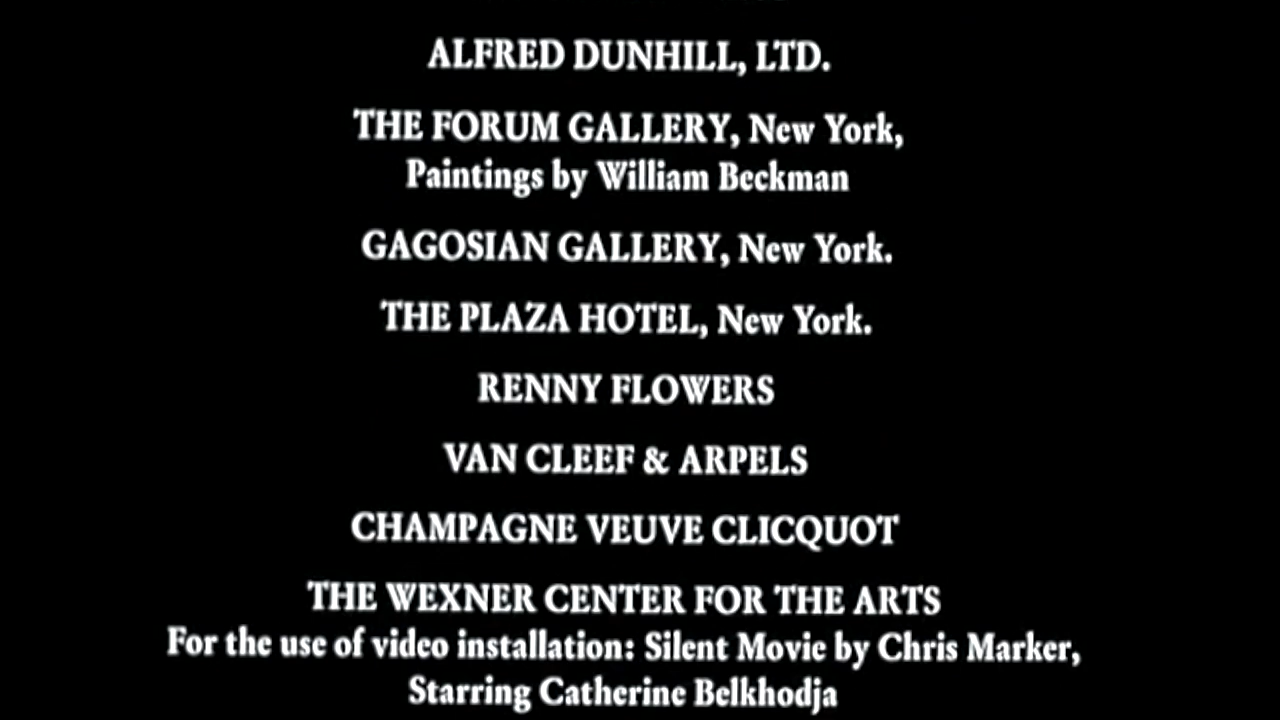 ALFRED DUNHILL, LTD.
THE FORUM GALLERY, New York,
Paintings by William Beckman
GAGOSIAN GALLERY, New York.
THE PLAZA HOTEL, New York.
RENNY FLOWERS
VAN CLEEF & ARPELS
CHAMPAGNE VEUVE CLICQUOT
THE WEXNER CENTER FOR THE ARTS
For the use of video installation: Silent Movie by Chris Marker,
Starring Catherine Belkhodja